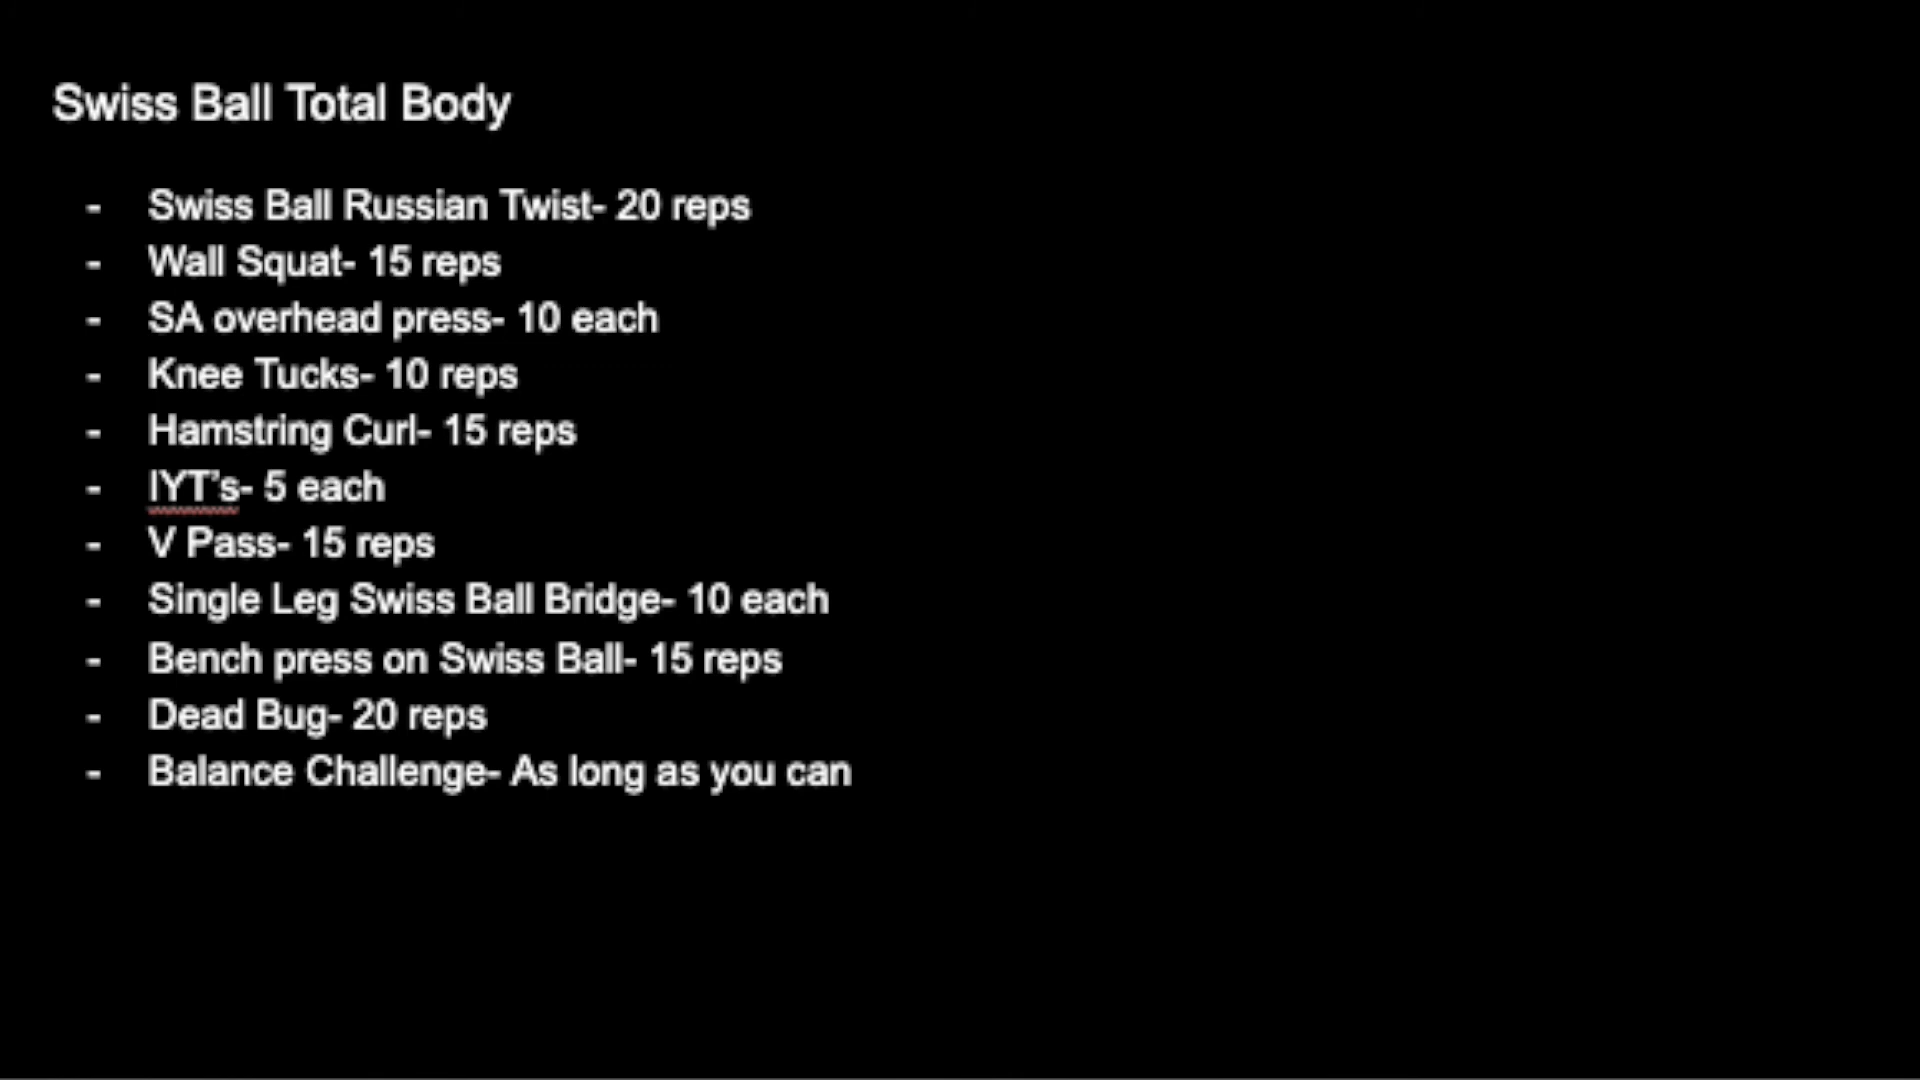 Swiss Ball Total Body
- Swiss Ball Russian Twist- 20 reps
- Wall Squat- 15 reps
- SA overhead press- 10 each
- Knee Tucks- 10 reps
- Hamstring Curl- 15 reps
- IYT's- 5 each
- V Pass- 15 reps
- Single Leg Swiss Ball Bridge- 10 each
- Bench press on Swiss Ball- 15 reps
- Dead Bug- 20 reps
- Balance Challenge- As long as you can